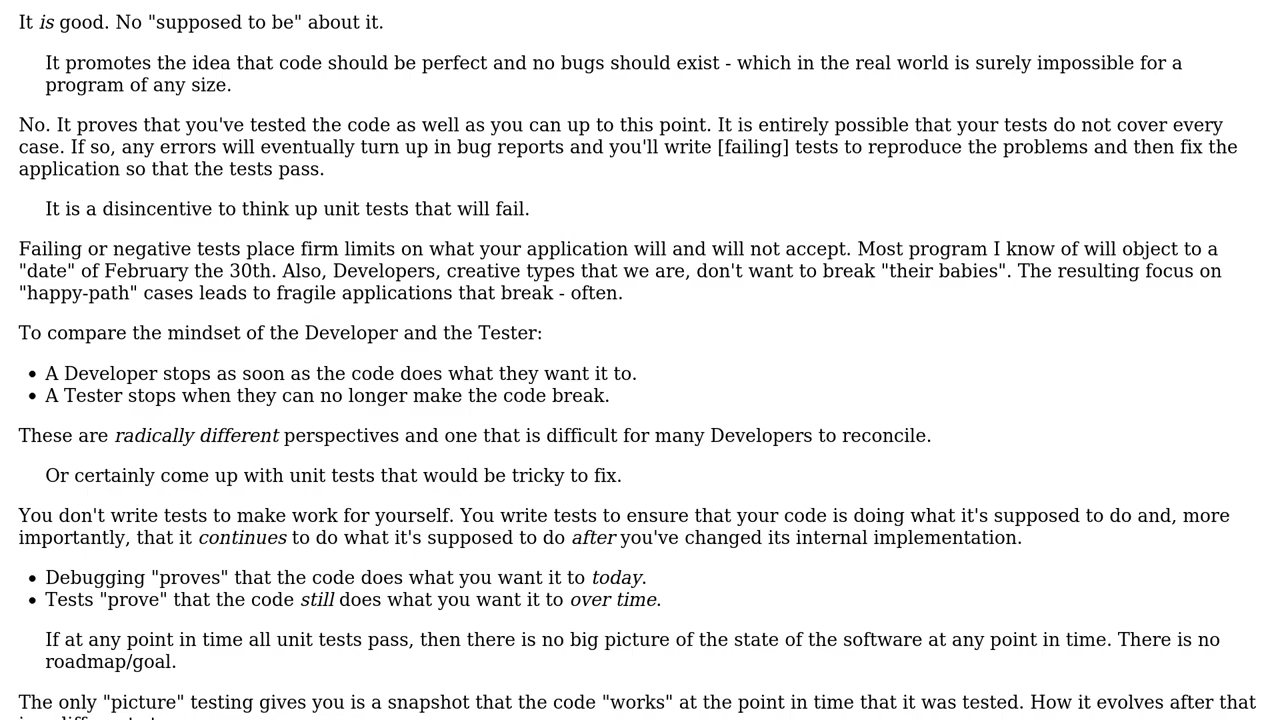 It is good. No "supposed to be" about it.
It promotes the idea that code should be perfect and no bugs should exist - which in the real world is surely impossible for a
program of any size.
No. It proves that you've tested the code as well as you can up to this point. It is entirely possible that your tests do not cover every
case. If so, any errors will eventually turn up in bug reports and you'll write [failing] tests to reproduce the problems and then fix the
application so that the tests pass.
It is a disincentive to think up unit tests that will fail.
Failing or negative tests place firm limits on what your application will and will not accept. Most program I know of will object to a
"date" of February the 30th. Also, Developers, creative types that we are, don't want to break "their babies". The resulting focus on
"happy-path" cases leads to fragile applications that break - often.
To compare the mindset of the Developer and the Tester:
• A Developer stops as soon as the code does what they want it to.
• A Tester stops when they can no longer make the code break.
These are radically different perspectives and one that is difficult for many Developers to reconcile.
Or certainly come up with unit tests that would be tricky to fix.
You don't write tests to make work for yourself. You write tests to ensure that your code is doing what it's supposed to do and, more
importantly, that it continues to do what it's supposed to do after you've changed its internal implementation.
• Debugging "proves" that the code does what you want it to today.
• Tests "prove" that the code still does what you want it to over time.
If at any point in time all unit tests pass, then there is no big picture of the state of the software at any point in time. There is no
roadmap/goal.
The only "picture" testing gives you is a snapshot that the code "works" at the point in time that it was tested. How it evolves after that